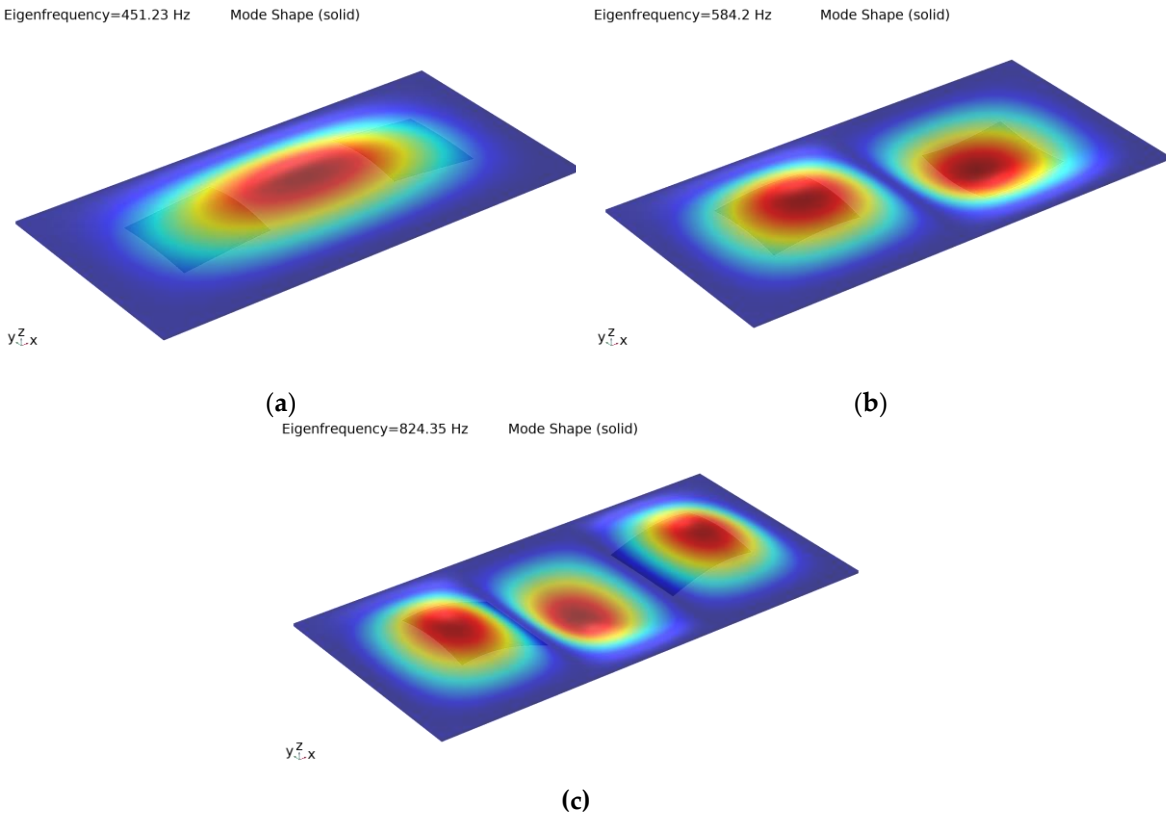 Eigenfrequency=451.23 Hz Mode Shape (solid)
Eigenfrequency=584.2 Hz Mode Shape (solid)
y z x
y z x
(a)
(b)
Eigenfrequency=824.35 Hz Mode Shape (solid)
y z x
(c)